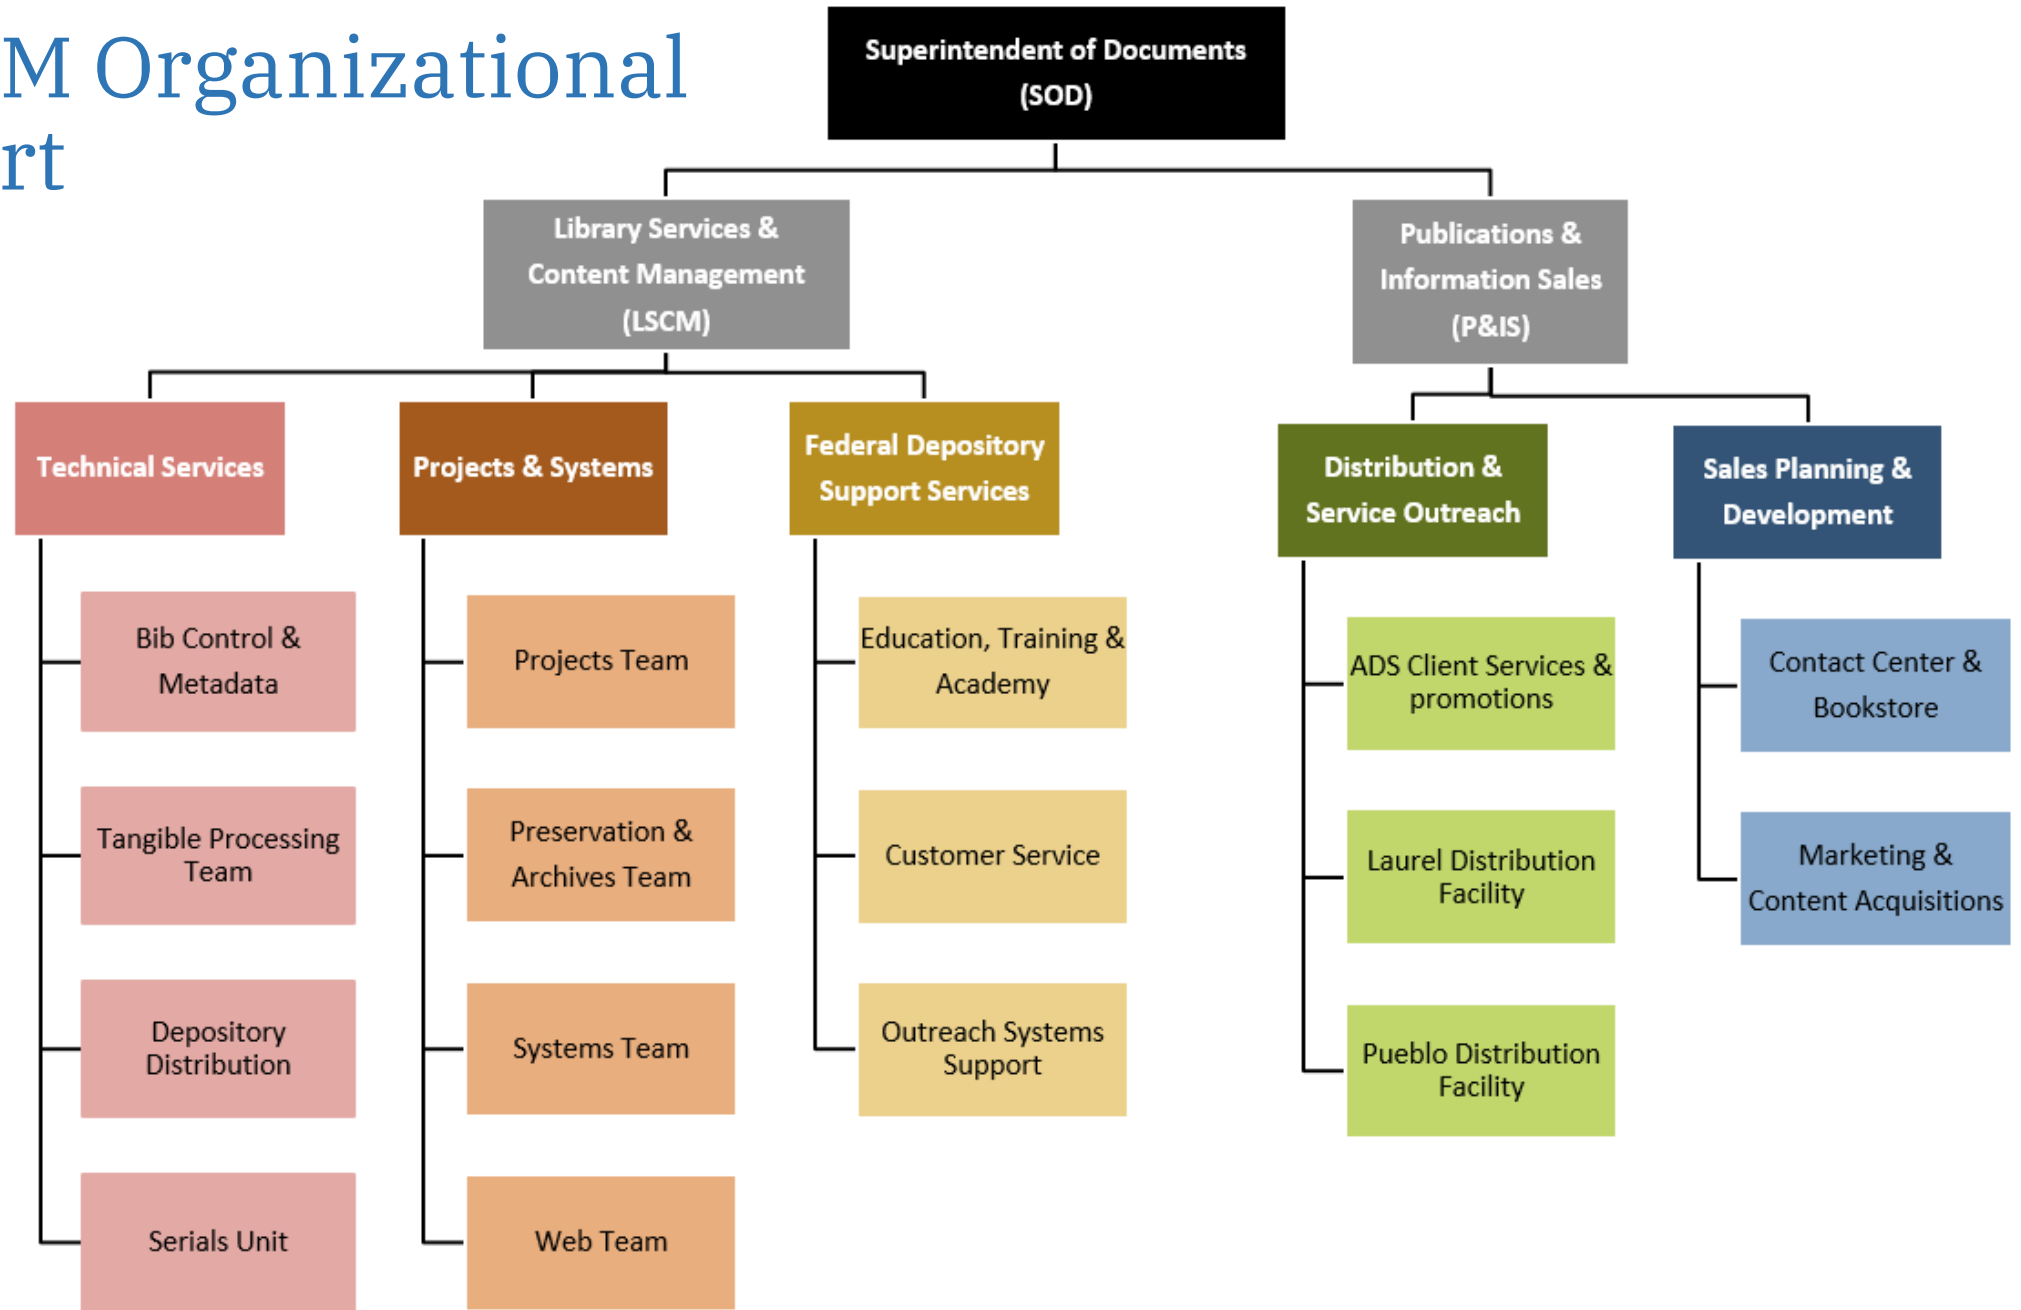 M Organizational
rt
Superintendent of Documents
(SOD)
Library Services &
Content Management
(LSCM)
Publications &
Information Sales
(P&IS)
Technical Services
Projects & Systems
Federal Depository
Support Services
Distribution &
Service Outreach
Sales Planning &
Development
Bib Control &
Metadata
Tangible Processing
Team
Depository
Distribution
Serials Unit
Projects Team
Preservation &
Archives Team
Systems Team
Web Team
Education, Training &
Academy
Customer Service
Outreach Systems
Support
ADS Client Services &
promotions
Laurel Distribution
Facility
Pueblo Distribution
Facility
Contact Center &
Bookstore
Marketing &
Content Acquisitions